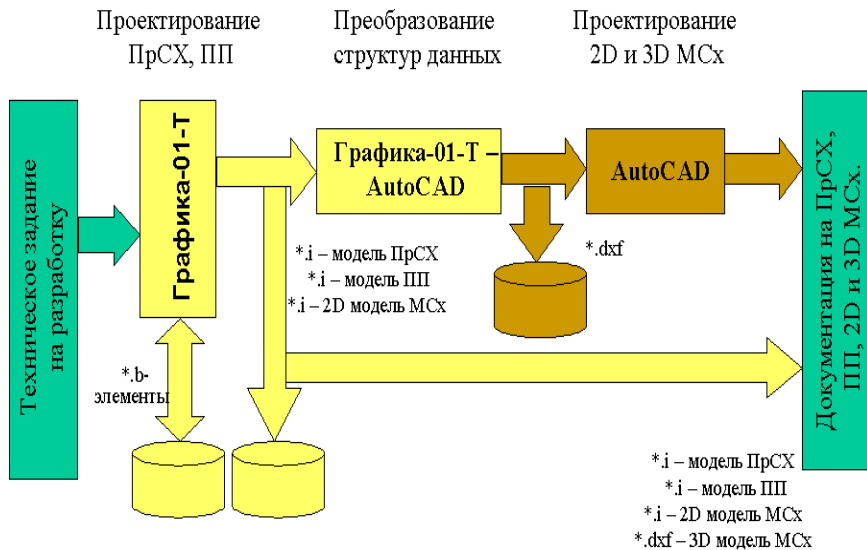 Проектирование
ПрСХ, ПП
Преобразование
структур данных
Проектирование
2D и 3D МСх
Техническое задание
на разработку
Графика-01-Т
Графика-01-Т –
AutoCAD
AutoCAD
Документация на ПрСХ,
ПП, 2D и 3D МСх.
*.i – модель ПрСХ
*.i – модель ПП
*.i – 2D модель МСх
*.dxf
*.b-
элементы
*.i – модель ПрСХ
*.i – модель ПП
*.i – 2D модель МСх
*.dxf – 3D модель МСх